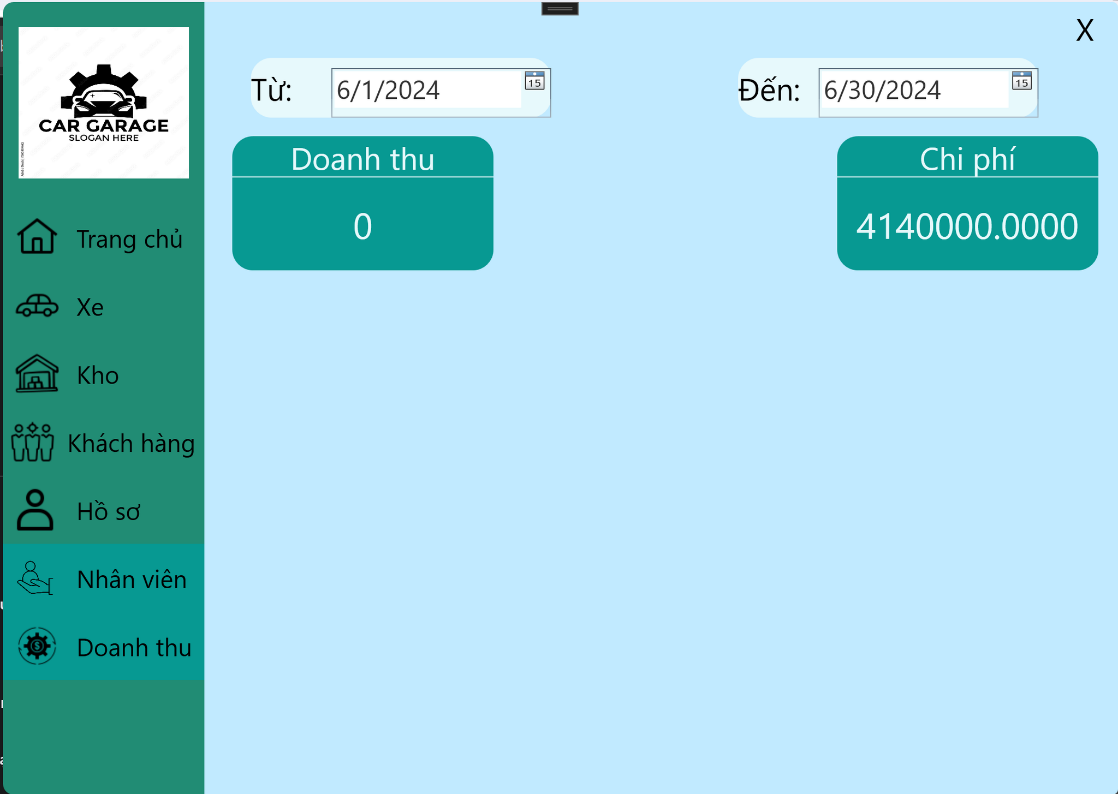 X
Từ: 6/1/2024 15
Đến: 6/30/2024 15
CAR GARAGE
SLOGAN HERE
Doanh thu
0
Chi phí
4140000.0000
Trang chủ
Xe
Kho
Khách hàng
Hồ sơ
Nhân viên
Doanh thu